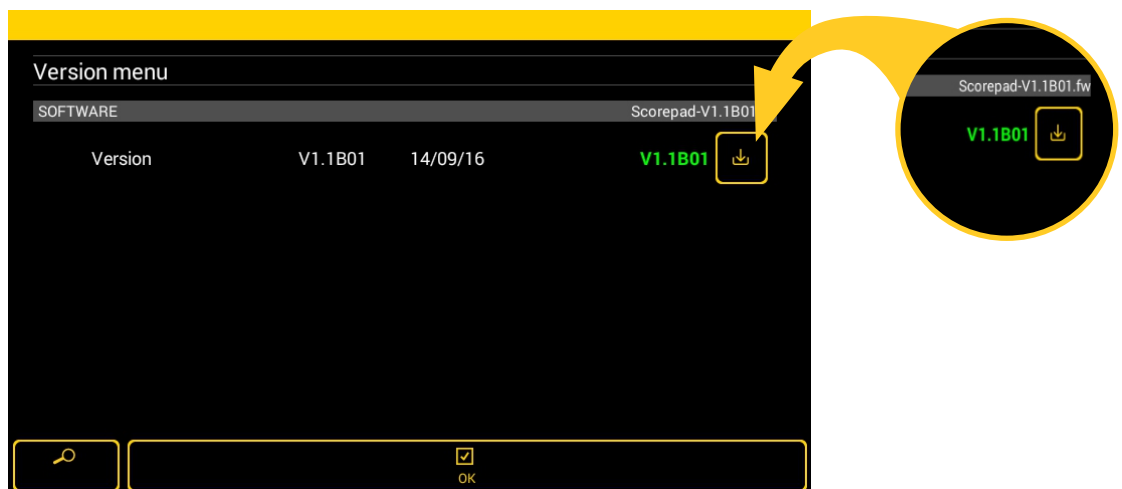 Version menu
SOFTWARE Scorepad-V1.1B01
Version V1.1B01 14/09/16 V1.1B01
OK
Scorepad-V1.1B01.fw
V1.1B01